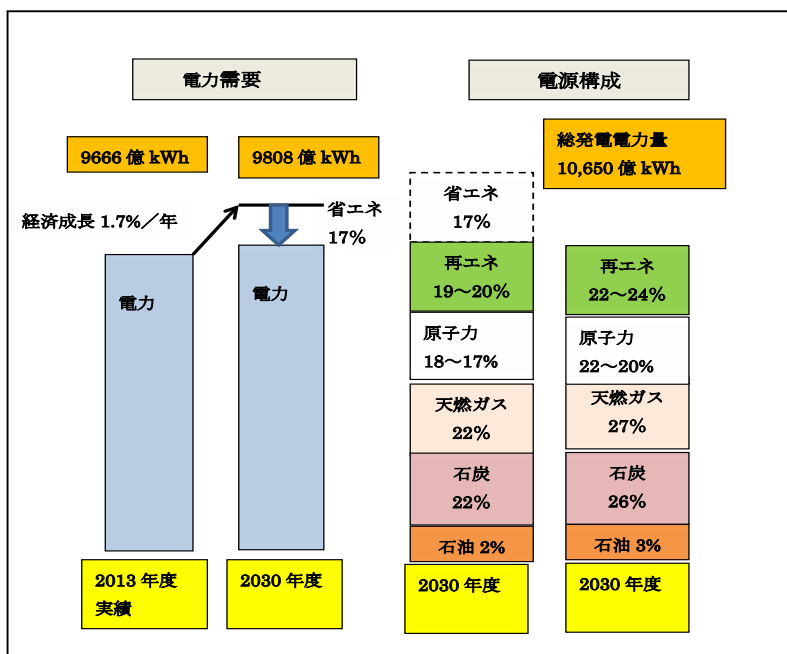 電力需要
電源構成
9666 億 kWh
9808 億 kWh
総発電電力量
10,650 億 kWh
経済成長 1.7%／年
省エネ
17%
電力
電力
2013 年度
実績
2030 年度
省エネ
17%
再エネ
19～20%
原子力
18～17%
天燃ガス
22%
石炭
22%
石油 2%
2030 年度
再エネ
22～24%
原子力
22～20%
天燃ガス
27%
石炭
26%
石油 3%
2030 年度